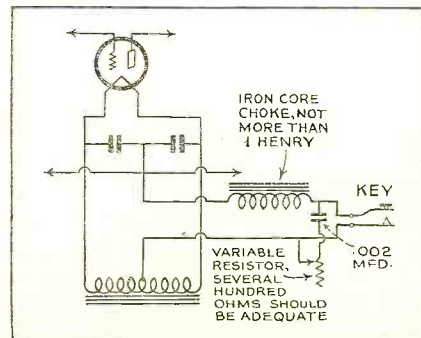 IRON CORE
CHOKE, NOT
MORE THAN
1 HENRY
KEY
.002
MFD.
VARIABLE
RESISTOR,
SEVERAL
HUNDRED
OHMS SHOULD
BE ADEQUATE